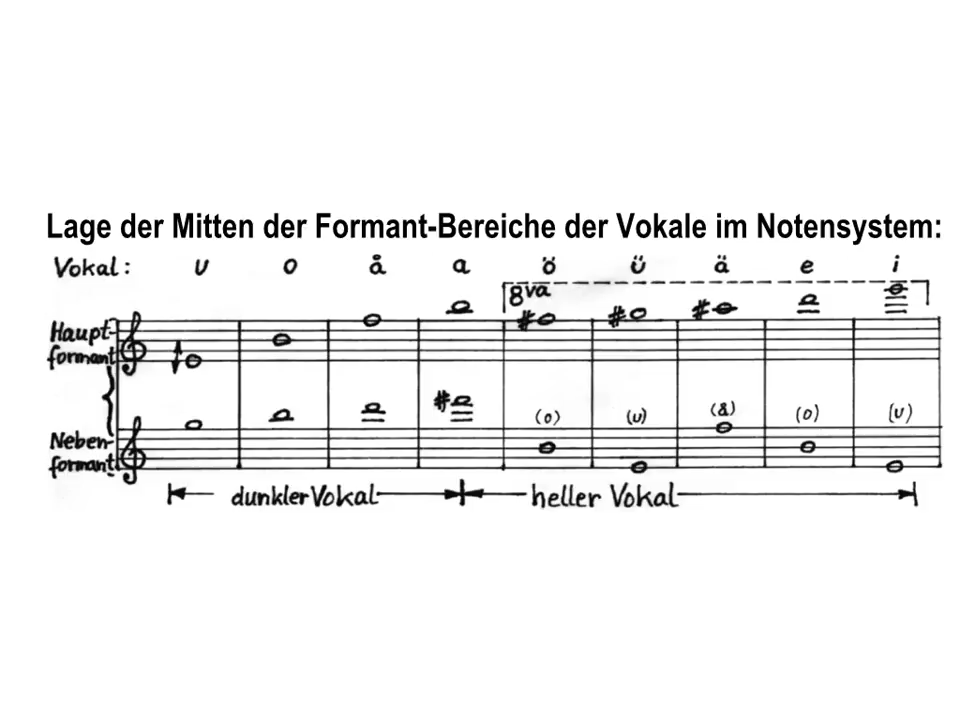 Lage der Mitten der Formant-Bereiche der Vokale im Notensystem:
Vokal: u o å a ö ü ä e i
8va
Haupt-
formant
(o) (u) (å) (o) (u)
Neben-
formant
dunkler Vokal heller Vokal